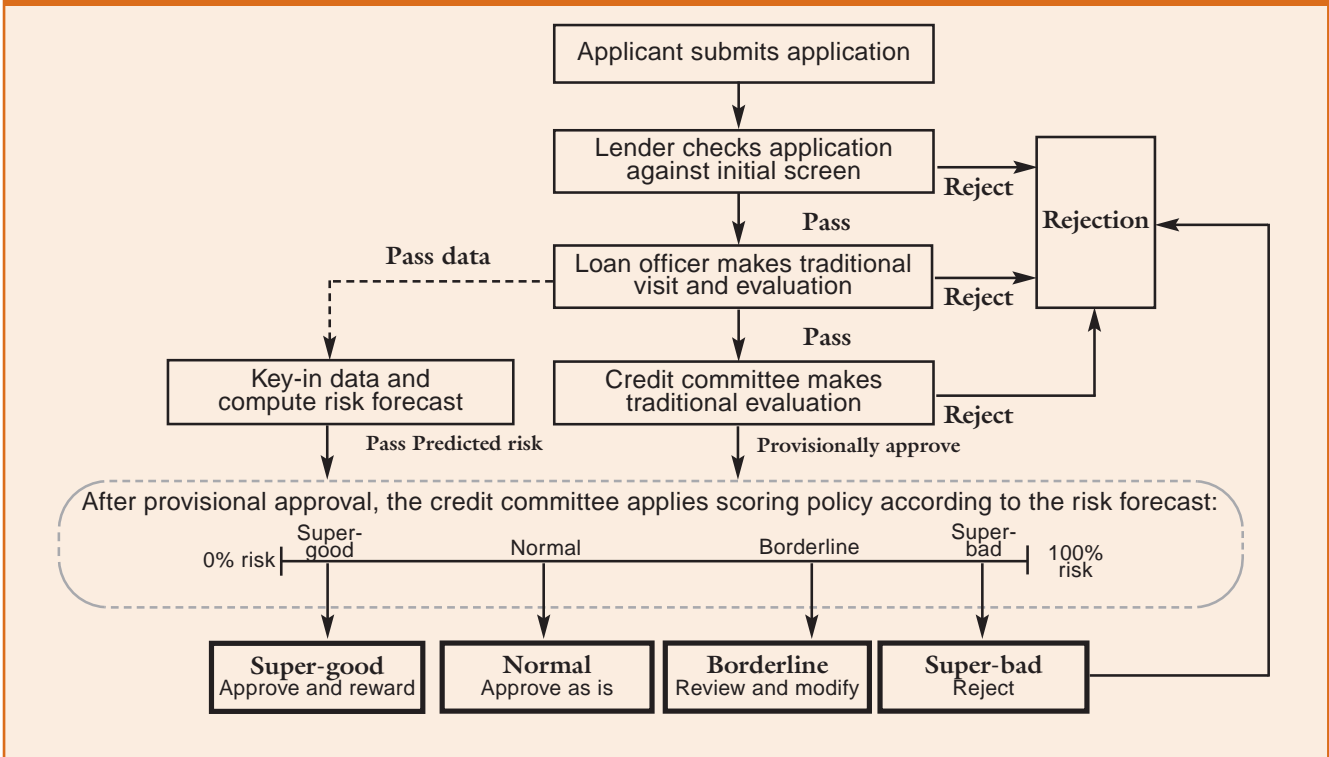 Applicant submits application
Lender checks application
against initial screen
Reject
Rejection
Pass
Pass data
Loan officer makes traditional
visit and evaluation
Reject
Pass
Key-in data and
compute risk forecast
Credit committee makes
traditional evaluation
Reject
Pass Predicted risk
Provisionally approve
After provisional approval, the credit committee applies scoring policy according to the risk forecast:
0% risk
Super-
good
Normal
Borderline
Super-
bad
100%
risk
Super-good
Approve and reward
Normal
Approve as is
Borderline
Review and modify
Super-bad
Reject